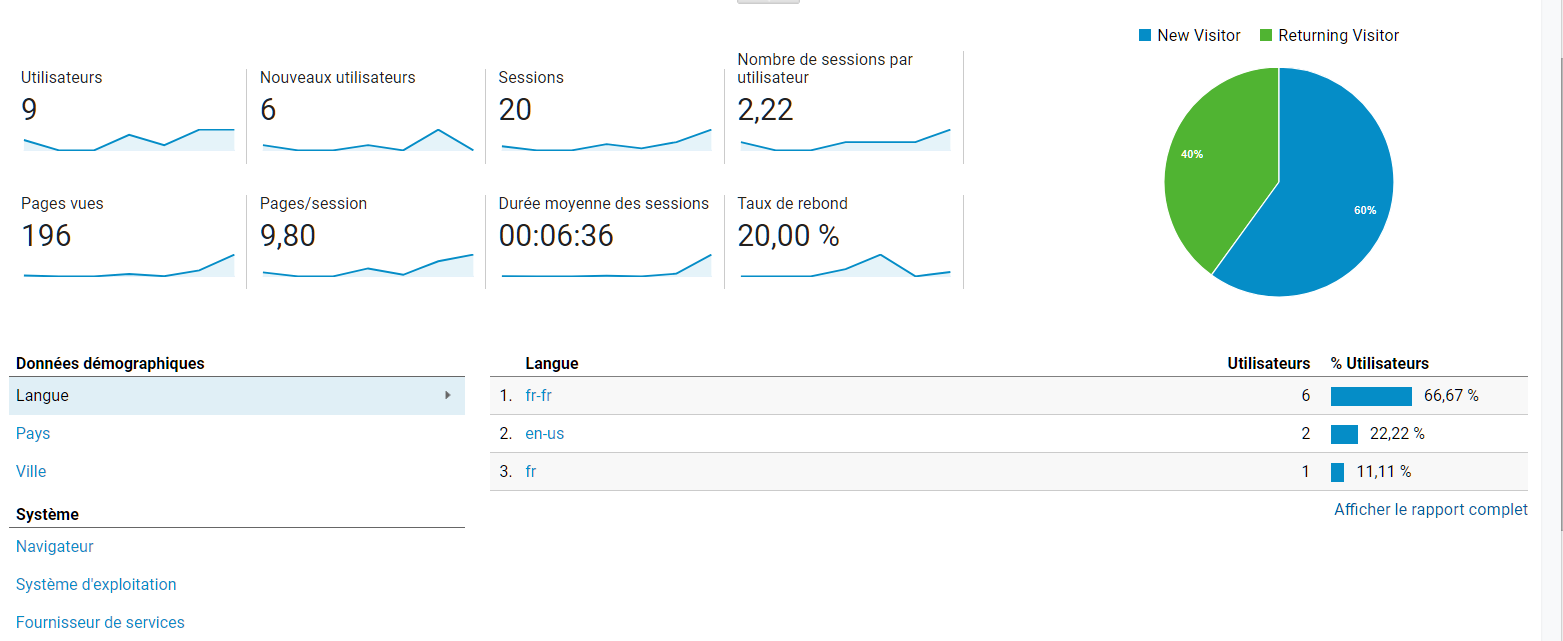 New Visitor Returning Visitor
Utilisateurs
9
Nouveaux utilisateurs
6
Sessions
20
Nombre de sessions par
utilisateur
2,22
Pages vues
196
Pages/session
9,80
Durée moyenne des sessions
00:06:36
Taux de rebond
20,00 %
40%
60%
Données démographiques
Langue
Pays
Ville
Système
Navigateur
Système d'exploitation
Fournisseur de services
Langue Utilisateurs % Utilisateurs
1. fr-fr 6 66,67 %
2. en-us 2 22,22 %
3. fr 1 11,11 %
Afficher le rapport complet